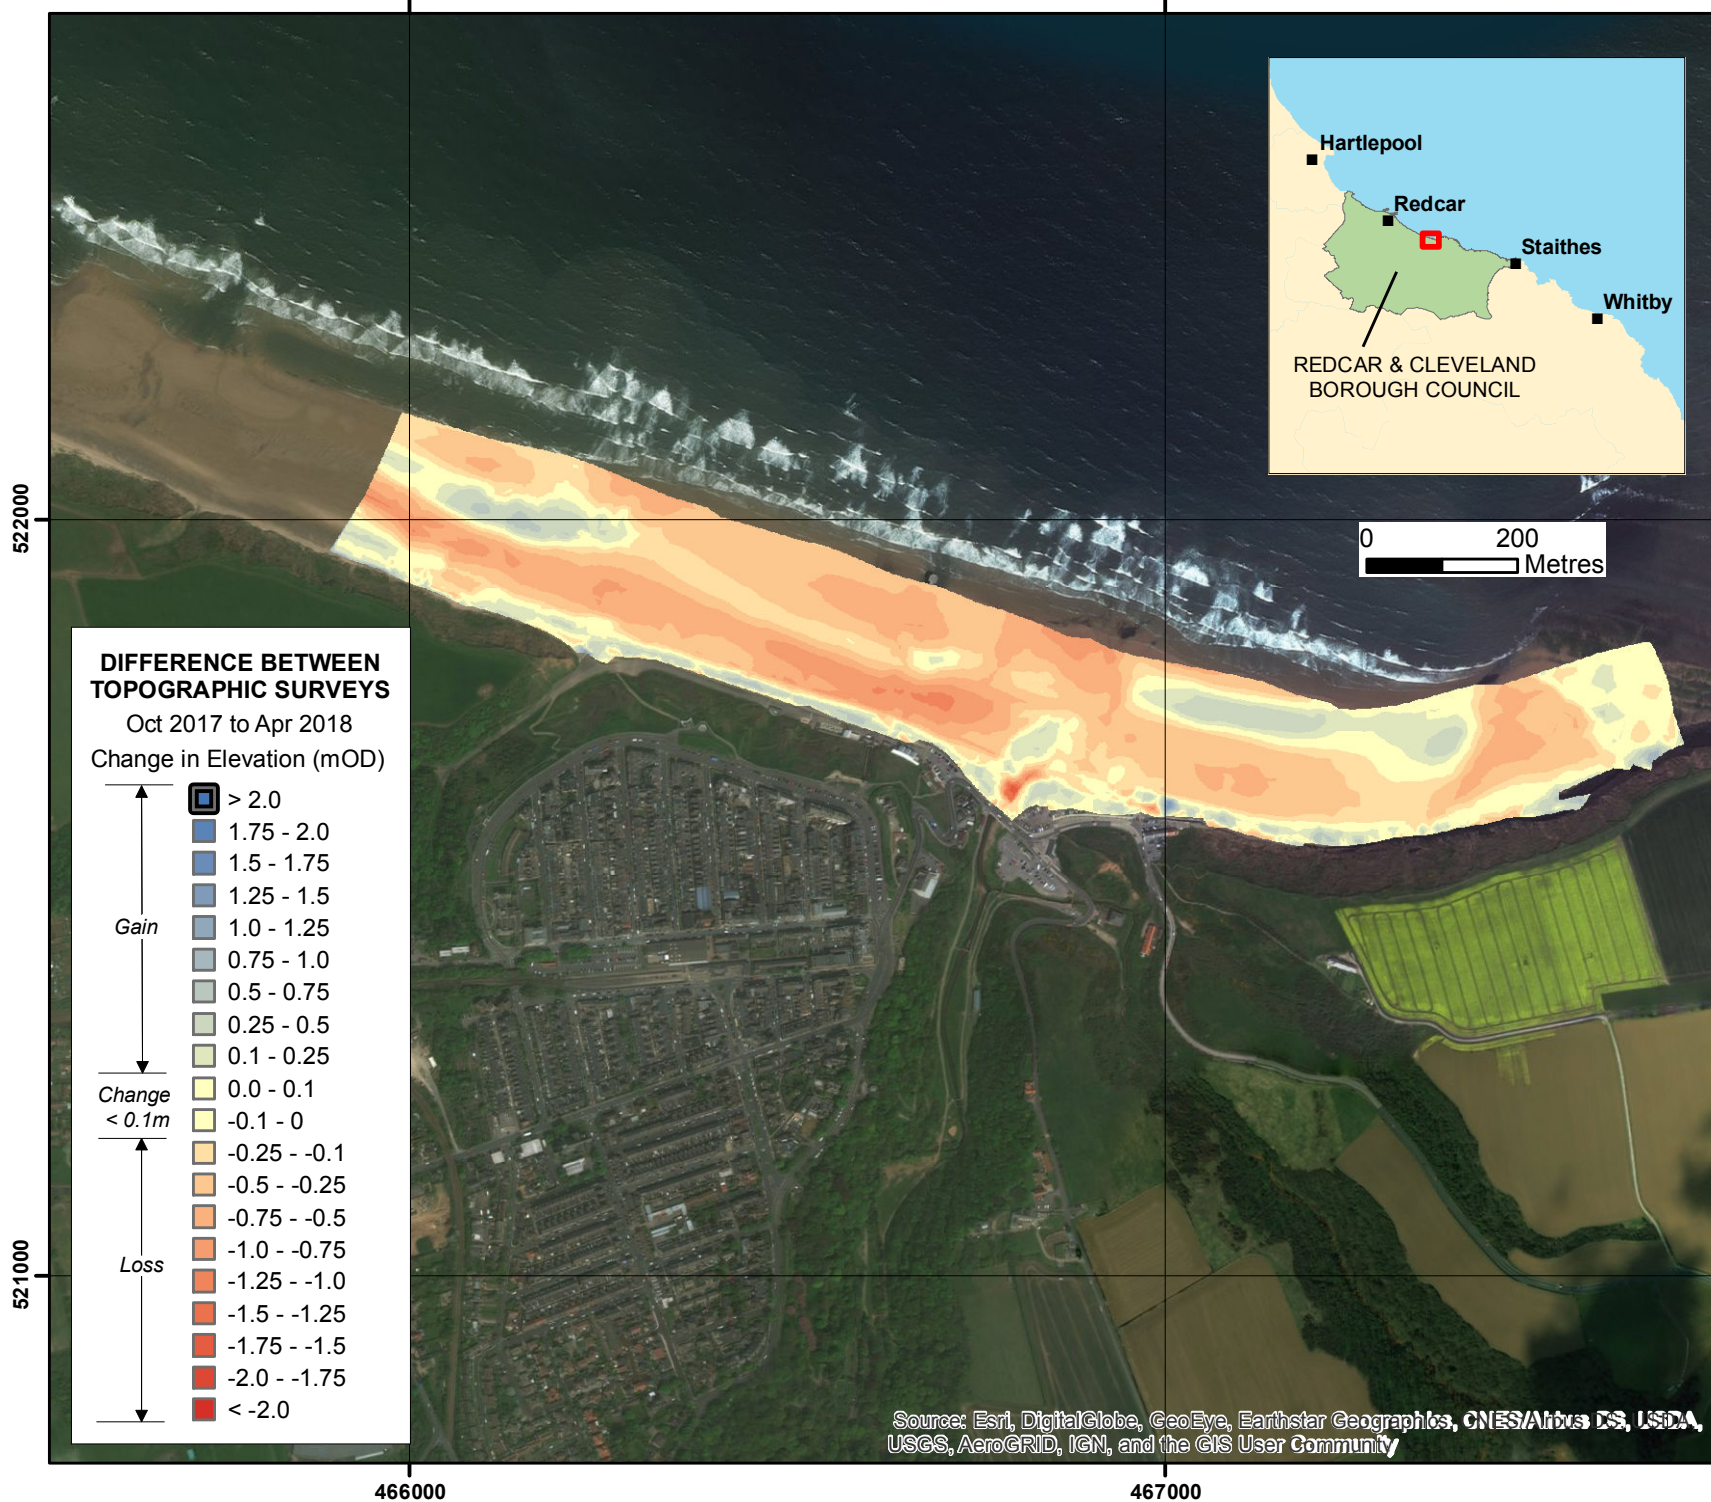 Hartlepool
Redcar
Staithes
Whitby
REDCAR & CLEVELAND
BOROUGH COUNCIL
0 200
Metres
522000
521000
DIFFERENCE BETWEEN
TOPOGRAPHIC SURVEYS
Oct 2017 to Apr 2018
Change in Elevation (mOD)
> 2.0
1.75 - 2.0
1.5 - 1.75
1.25 - 1.5
Gain 1.0 - 1.25
0.75 - 1.0
0.5 - 0.75
0.25 - 0.5
0.1 - 0.25
Change 0.0 - 0.1
< 0.1m -0.1 - 0
-0.25 - -0.1
-0.5 - -0.25
-0.75 - -0.5
Loss -1.0 - -0.75
-1.25 - -1.0
-1.5 - -1.25
-1.75 - -1.5
-2.0 - -1.75
< -2.0
Source: Esri, DigitalGlobe, GeoEye, Earthstar Geographics, CNES/Airbus DS, USDA,
USGS, AeroGRID, IGN, and the GIS User Community
466000 467000